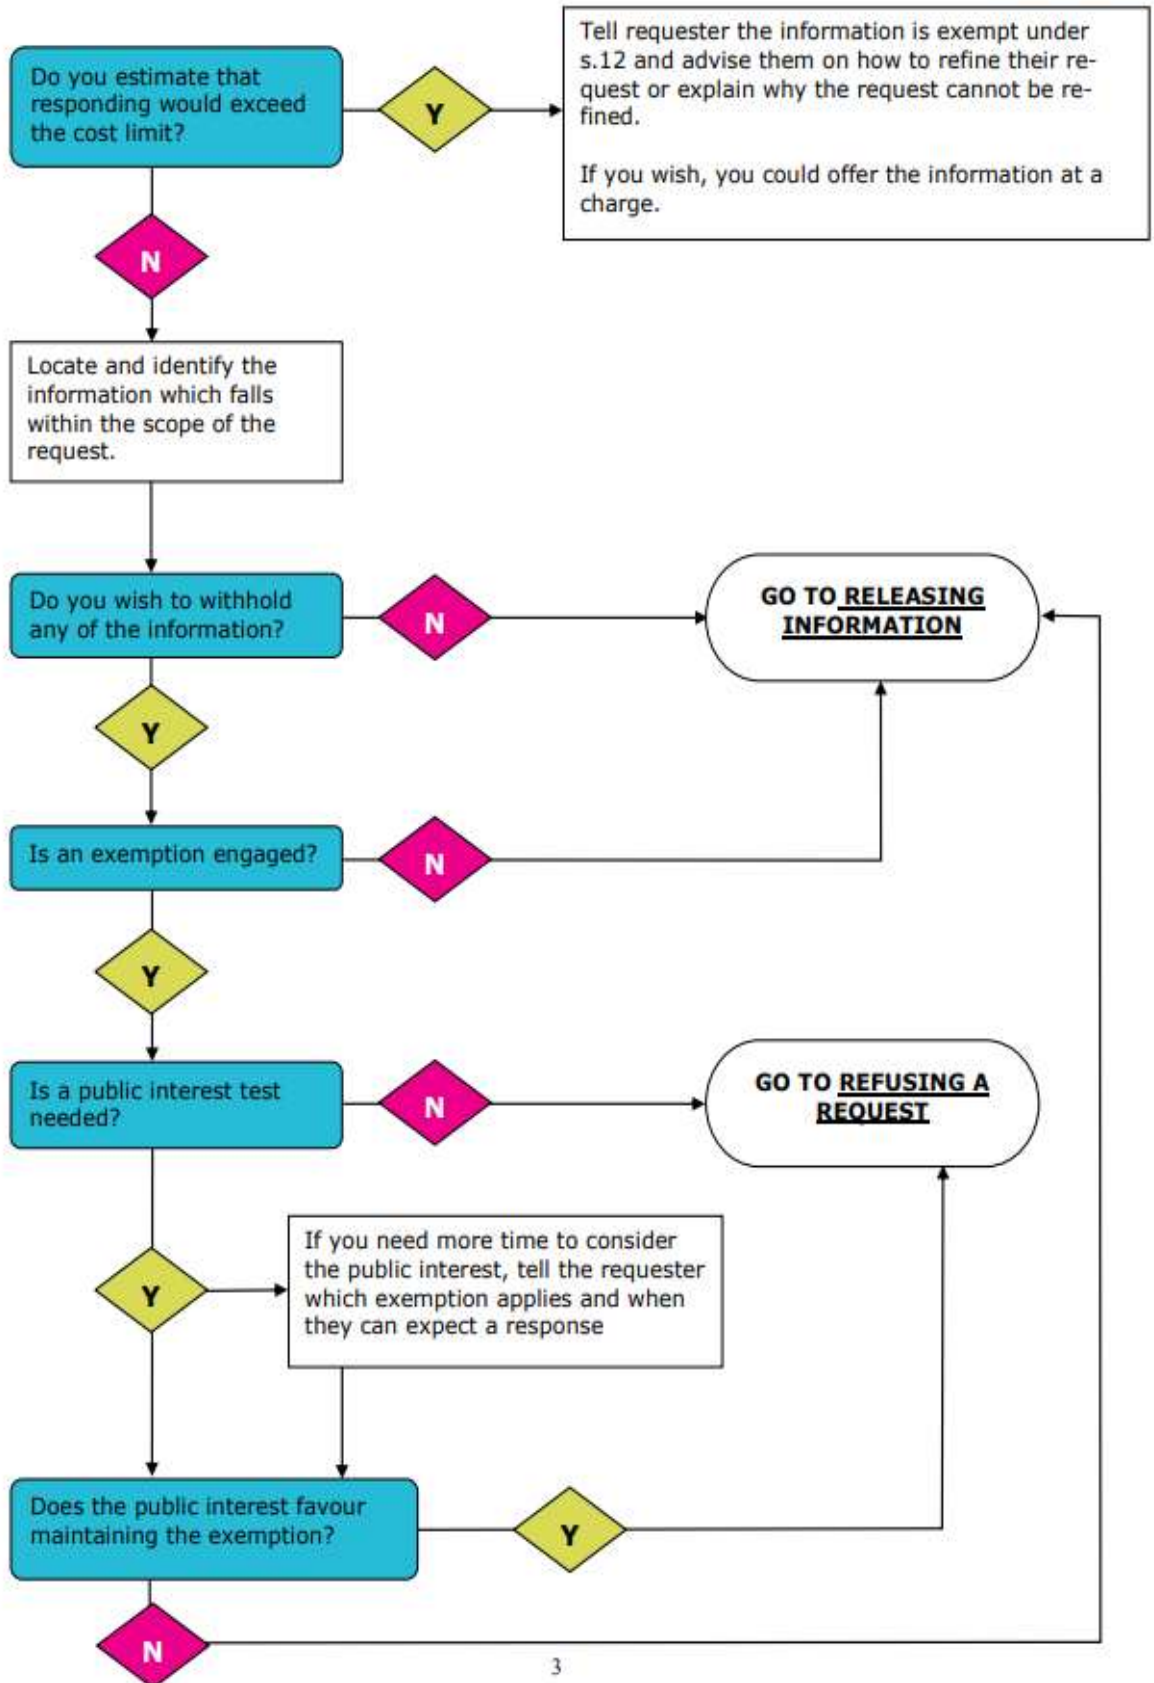 Do you estimate that
responding would exceed
the cost limit?
Y
Tell requester the information is exempt under
s.12 and advise them on how to refine their re-
quest or explain why the request cannot be re-
fined.
If you wish, you could offer the information at a
charge.
N
Locate and identify the
information which falls
within the scope of the
request.
Do you wish to withhold
any of the information?
N
GO TO RELEASING
INFORMATION
Y
Is an exemption engaged?
N
Y
Is a public interest test
needed?
N
GO TO REFUSING A
REQUEST
Y
If you need more time to consider
the public interest, tell the requester
which exemption applies and when
they can expect a response
Does the public interest favour
maintaining the exemption?
Y
N
3